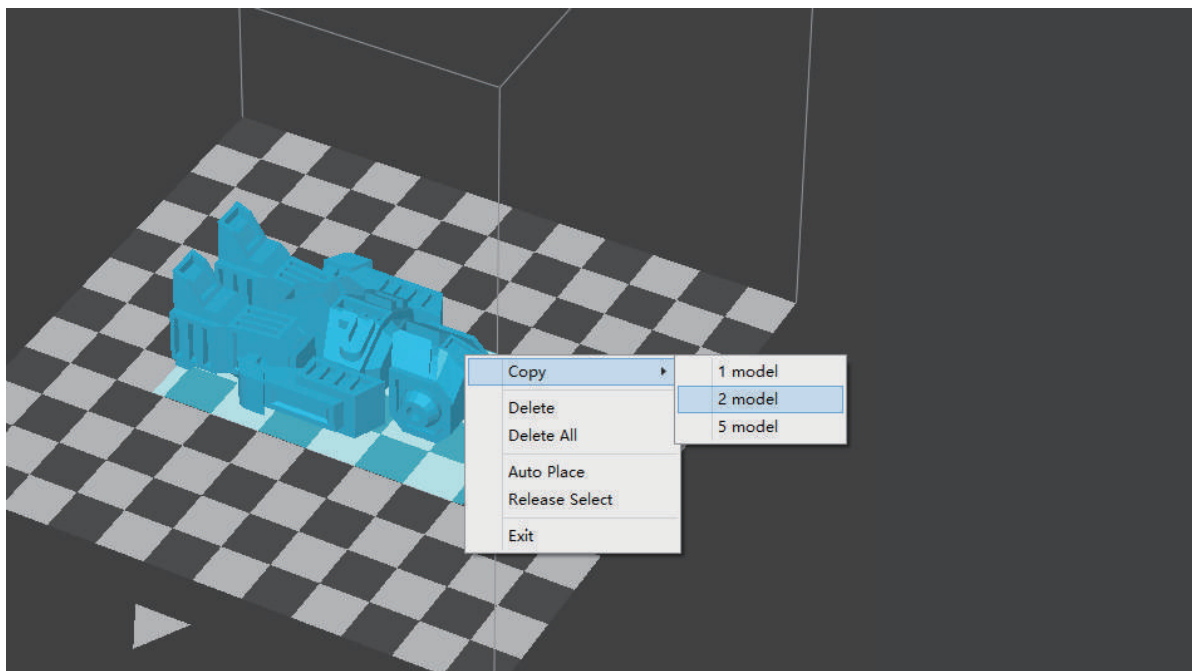 Copy
1 model
2 model
5 model
Delete
Delete All
Auto Place
Release Select
Exit